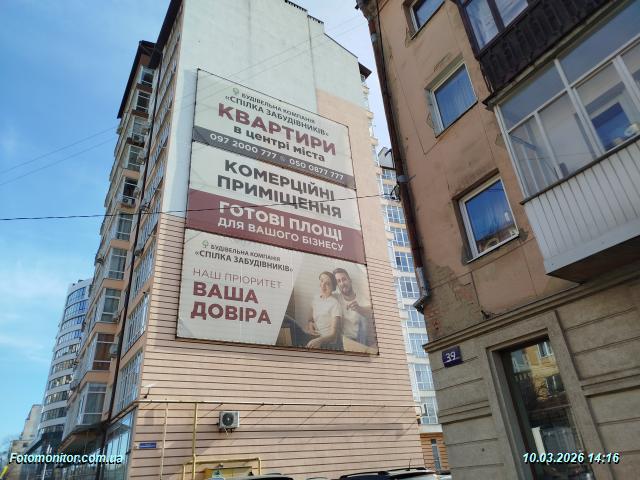 БУДІВЕЛЬНА КОМПАНІЯ
«СПІЛКА ЗАБУДІВНИКІВ»
КВАРТИРИ
в центрі міста
097 2000 777
050 0877 777
КОМЕРЦІЙНІ
ПРИМІЩЕННЯ
ГОТОВІ ПЛОЩІ
ДЛЯ ВАШОГО БІЗНЕСУ
БУДІВЕЛЬНА КОМПАНІЯ
«СПІЛКА ЗАБУДІВНИКІВ»
НАШ ПРІОРИТЕТ
ВАША
ДОВІРА
39
Fotomonitor.com.ua
10.03.2026 14:16